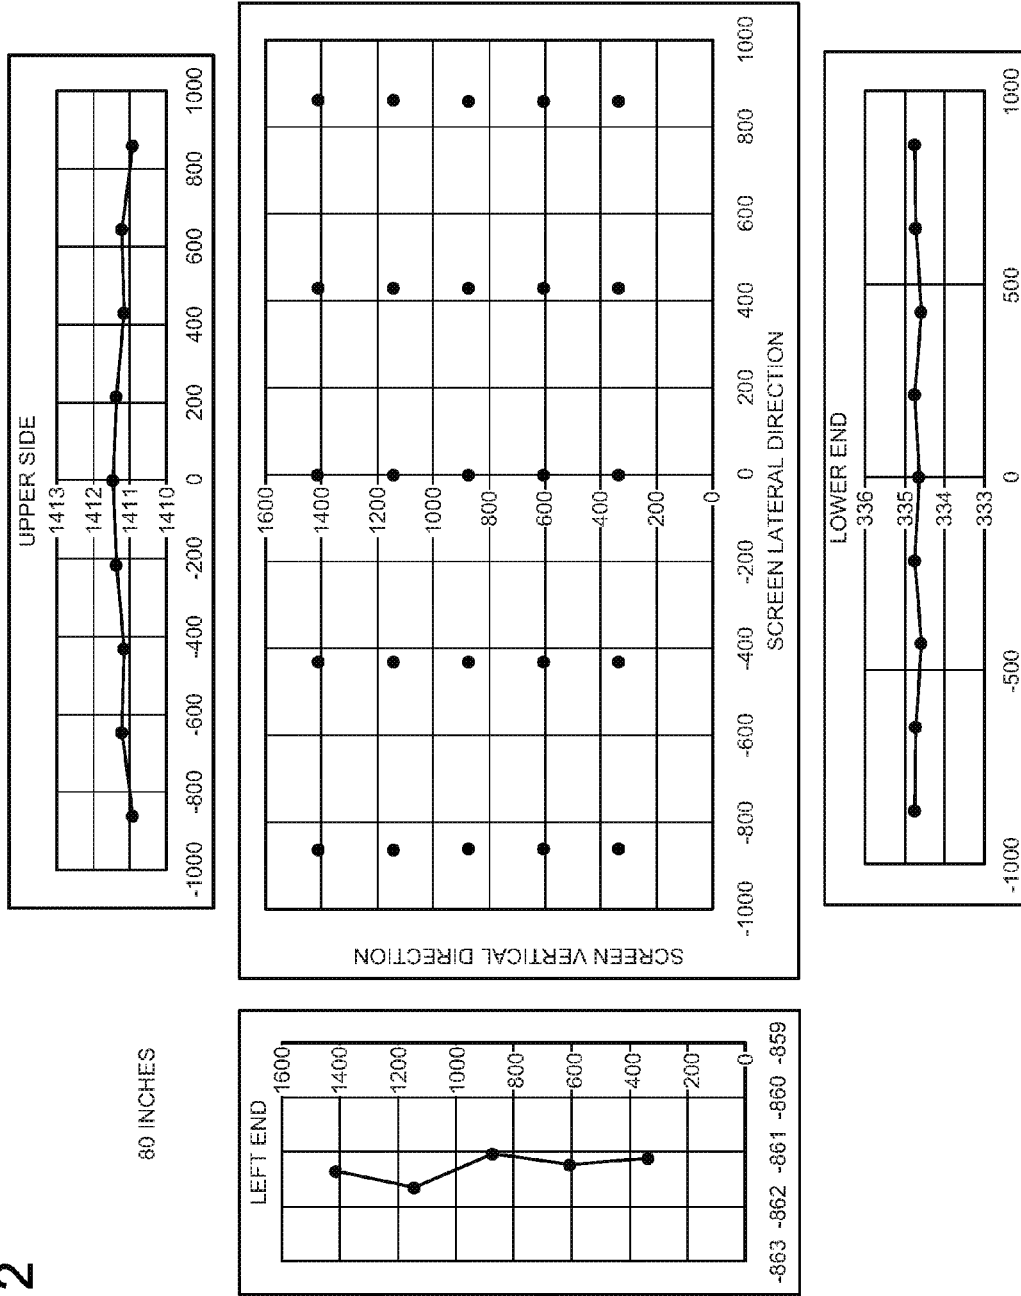 2
80 INCHES
UPPER SIDE
1413
1412
1411
1410
-1000 -800 -600 -400 -200 0 200 400 600 800 1000
LEFT END
1600
1400
1200
1000
800
600
400
200
0
-863 -862 -861 -860 -859
SCREEN VERTICAL DIRECTION
1600
1400
1200
1000
800
600
400
200
0
-1000 -800 -600 -400 -200 0 200 400 600 800 1000
SCREEN LATERAL DIRECTION
LOWER END
336
335
334
333
-1000 -500 0 500 1000